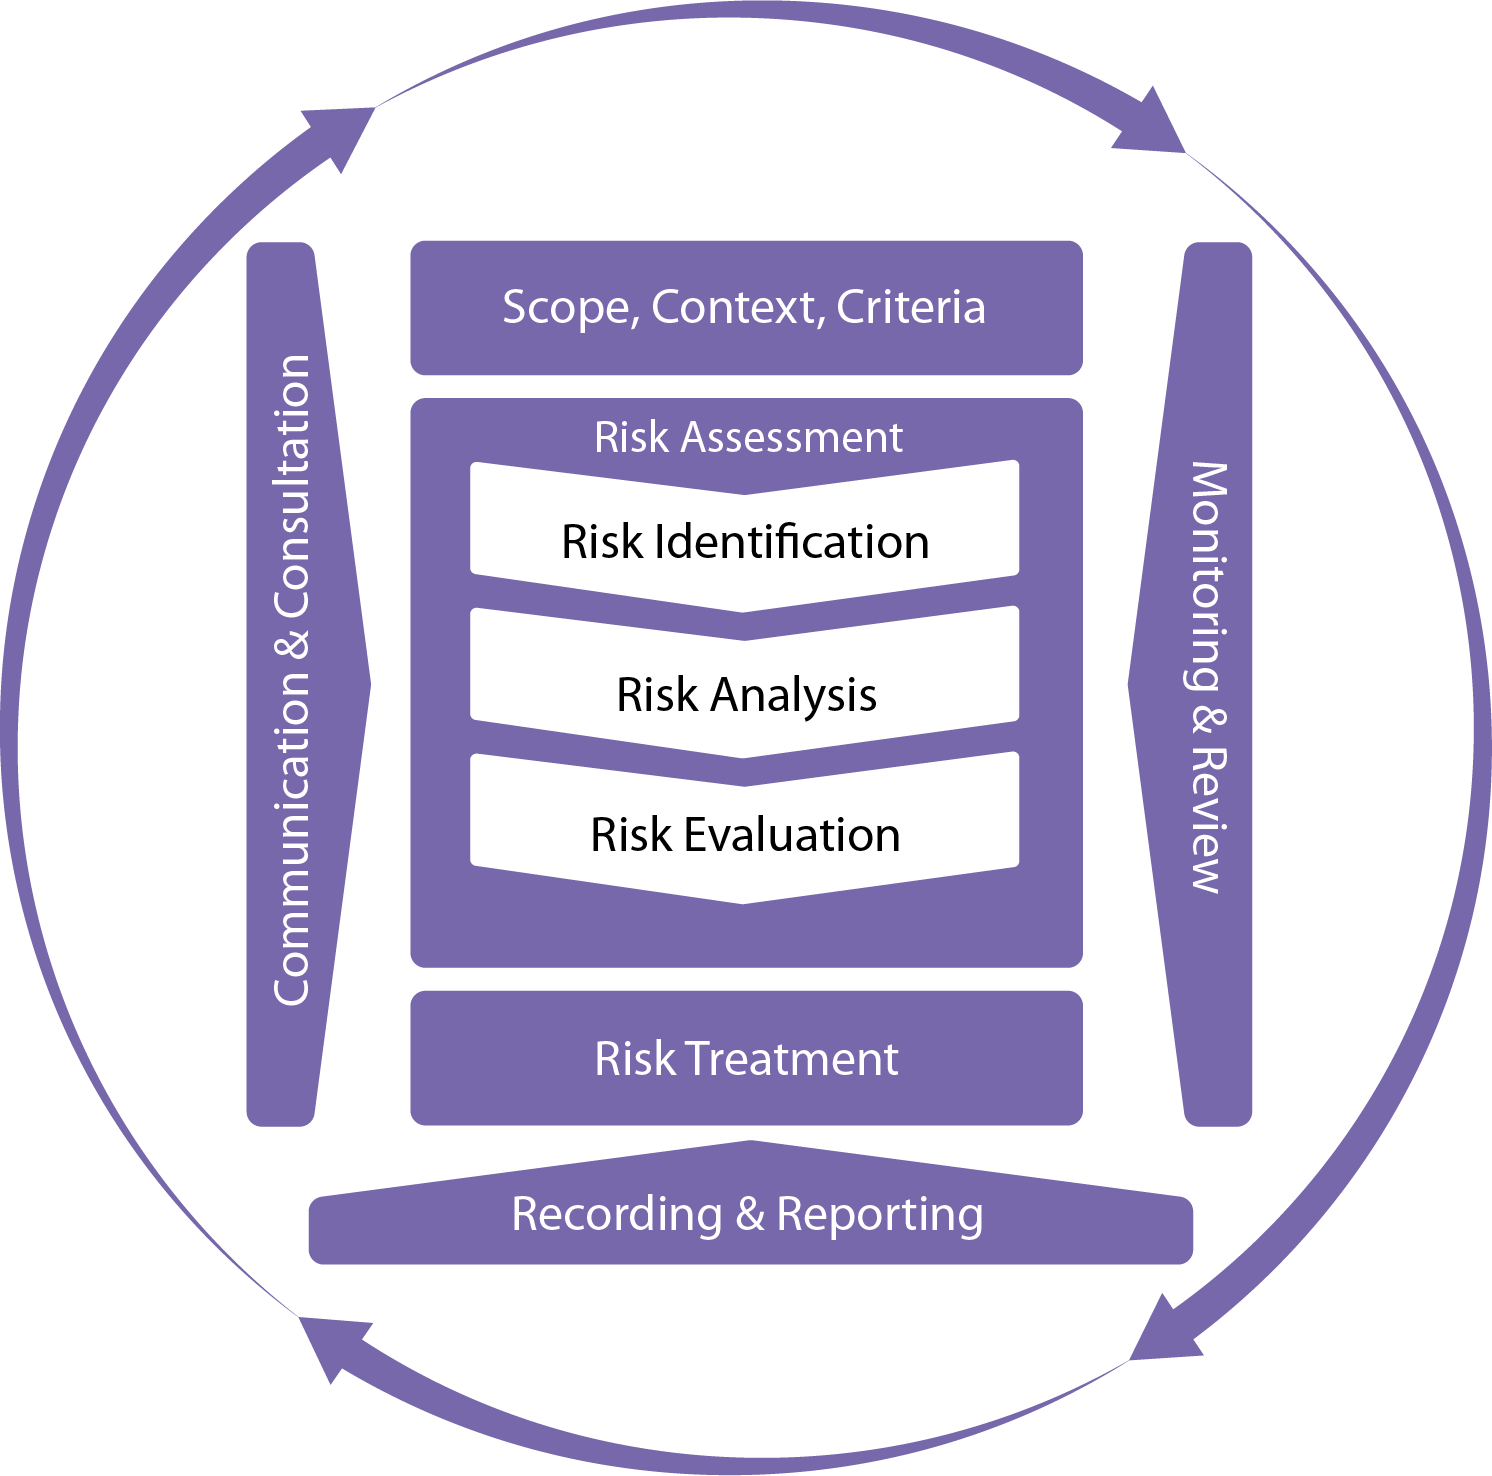 Scope, Context, Criteria
Communication & Consultation
Risk Assessment
Risk Identification
Risk Analysis
Risk Evaluation
Monitoring & Review
Risk Treatment
Recording & Reporting